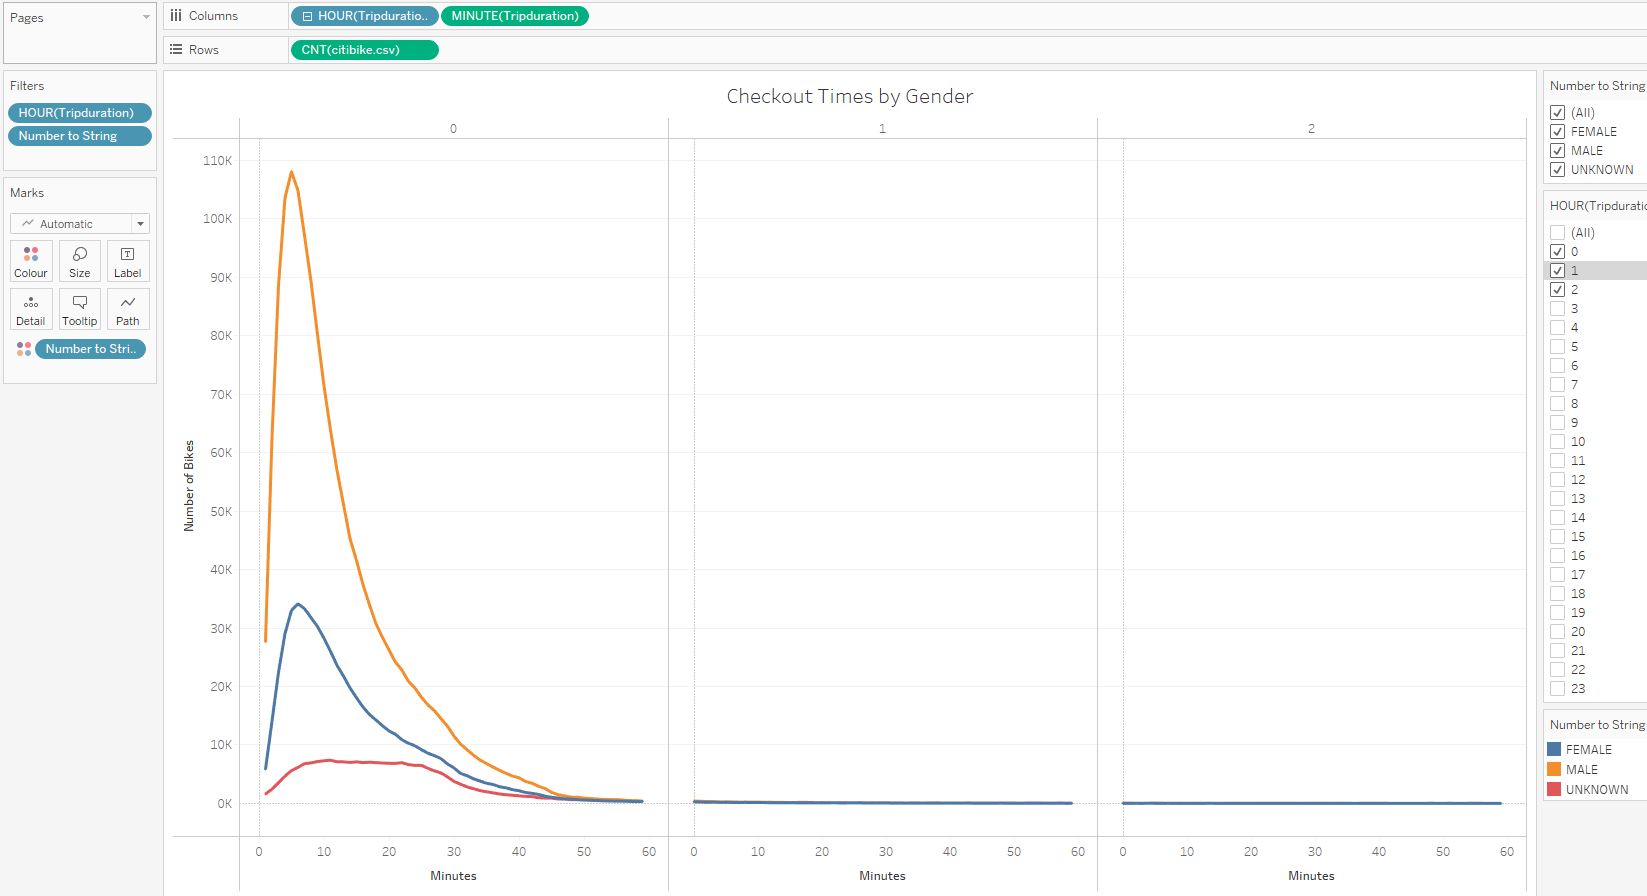 Pages
Columns
HOUR(Tripduratio..
MINUTE(Tripduration)
Rows
CNT(citibike.csv)
Filters
HOUR(Tripduration)
Number to String
Marks
Automatic
Colour
Size
Label
Detail
Tooltip
Path
Number to Stri..
Checkout Times by Gender
0
1
2
110K
100K
90K
80K
70K
60K
50K
40K
30K
20K
10K
0K
Number of Bikes
0 10 20 30 40 50 60
0 10 20 30 40 50 60
0 10 20 30 40 50 60
Minutes
Minutes
Minutes
Number to String
(All)
FEMALE
MALE
UNKNOWN
HOUR(Tripduratio
(All)
0
1
2
3
4
5
6
7
8
9
10
11
12
13
14
15
16
17
18
19
20
21
22
23
Number to String
FEMALE
MALE
UNKNOWN